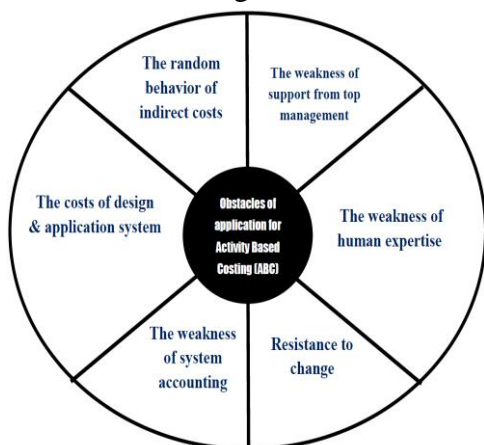 The random
behavior of
indirect costs
The weakness of
support from top
management
The costs of design
& application system
Obstacles of
application for
Activity Based
Costing (ABC)
The weakness of
human expertise
The weakness
of system
accounting
Resistance to
change